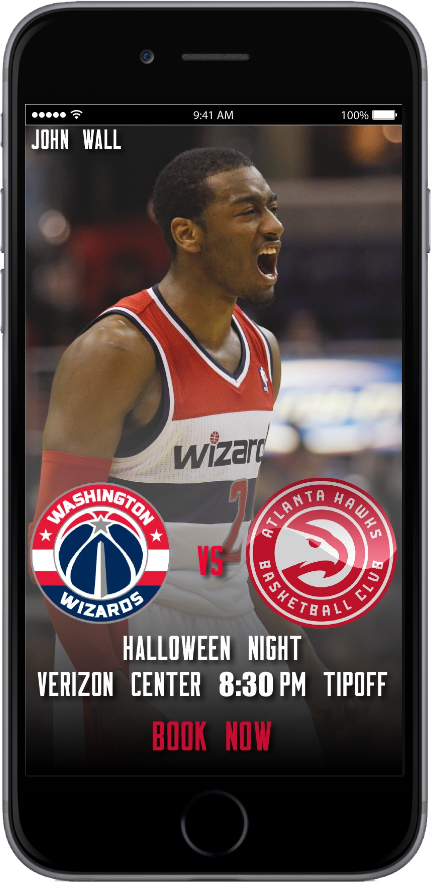 9:41 AM 100%
JOHN WALL
WIZARD
2
WASHINGTON
WIZARDS
VS
ATLANTA HAWKS
BASKETBALL CLUB
HALLOWEEN NIGHT
VERIZON CENTER 8:30 PM TIPOFF
BOOK NOW